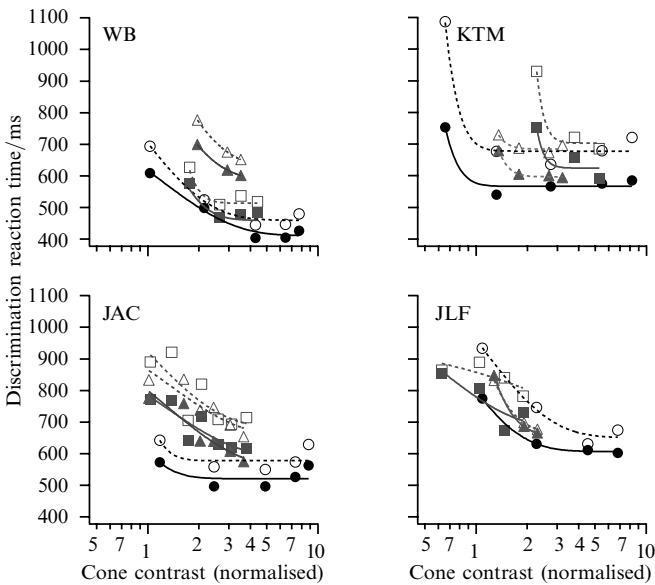 1100
1000
900
800
700
600
500
400
WB
KTM
Discrimination reaction time/ms
1100
1000
900
800
700
600
500
400
JAC
JLF
5 7 1 2 3 4 5 7 10
5 7 1 2 3 4 5 7 10
Cone contrast (normalised)
Cone contrast (normalised)